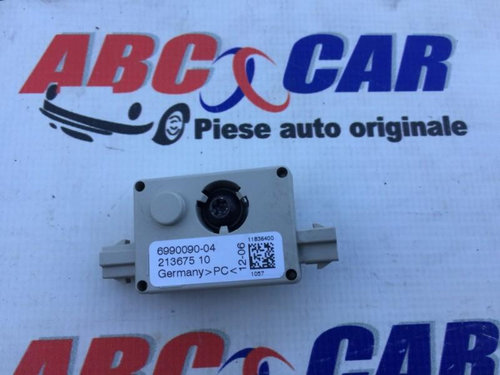 ABC CAR
Piese auto originale
6990090-04
213675 10
Germany >PC<
12-06
11836400
1057
ABC CAR